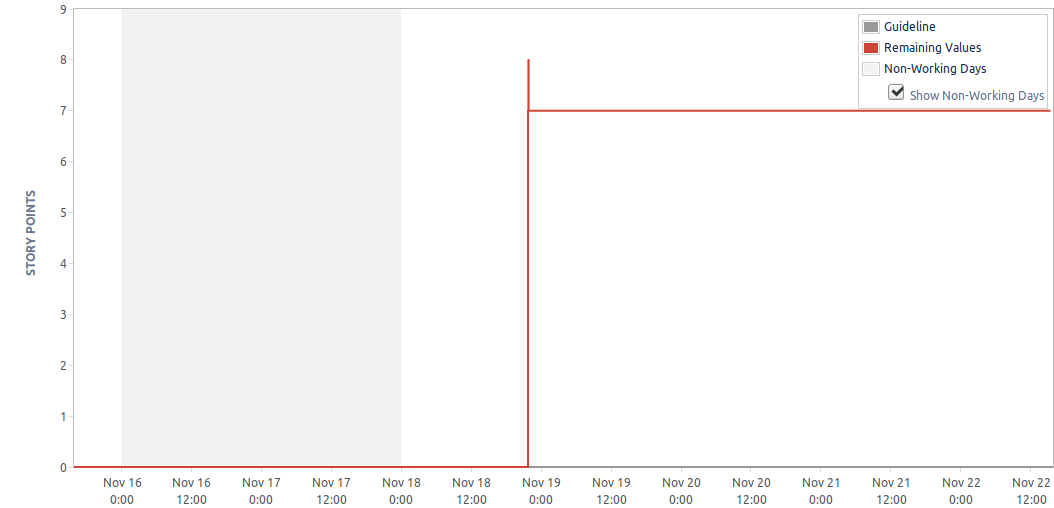 9
8
7
6
5
4
3
2
1
0
STORY POINTS
Guideline
Remaining Values
Non-Working Days
Show Non-Working Days
Nov 16 Nov 16 Nov 17 Nov 17 Nov 18 Nov 18 Nov 19 Nov 19 Nov 20 Nov 20 Nov 21 Nov 21 Nov 22 Nov 22
0:00 12:00 0:00 12:00 0:00 12:00 0:00 12:00 0:00 12:00 0:00 12:00 0:00 12:00